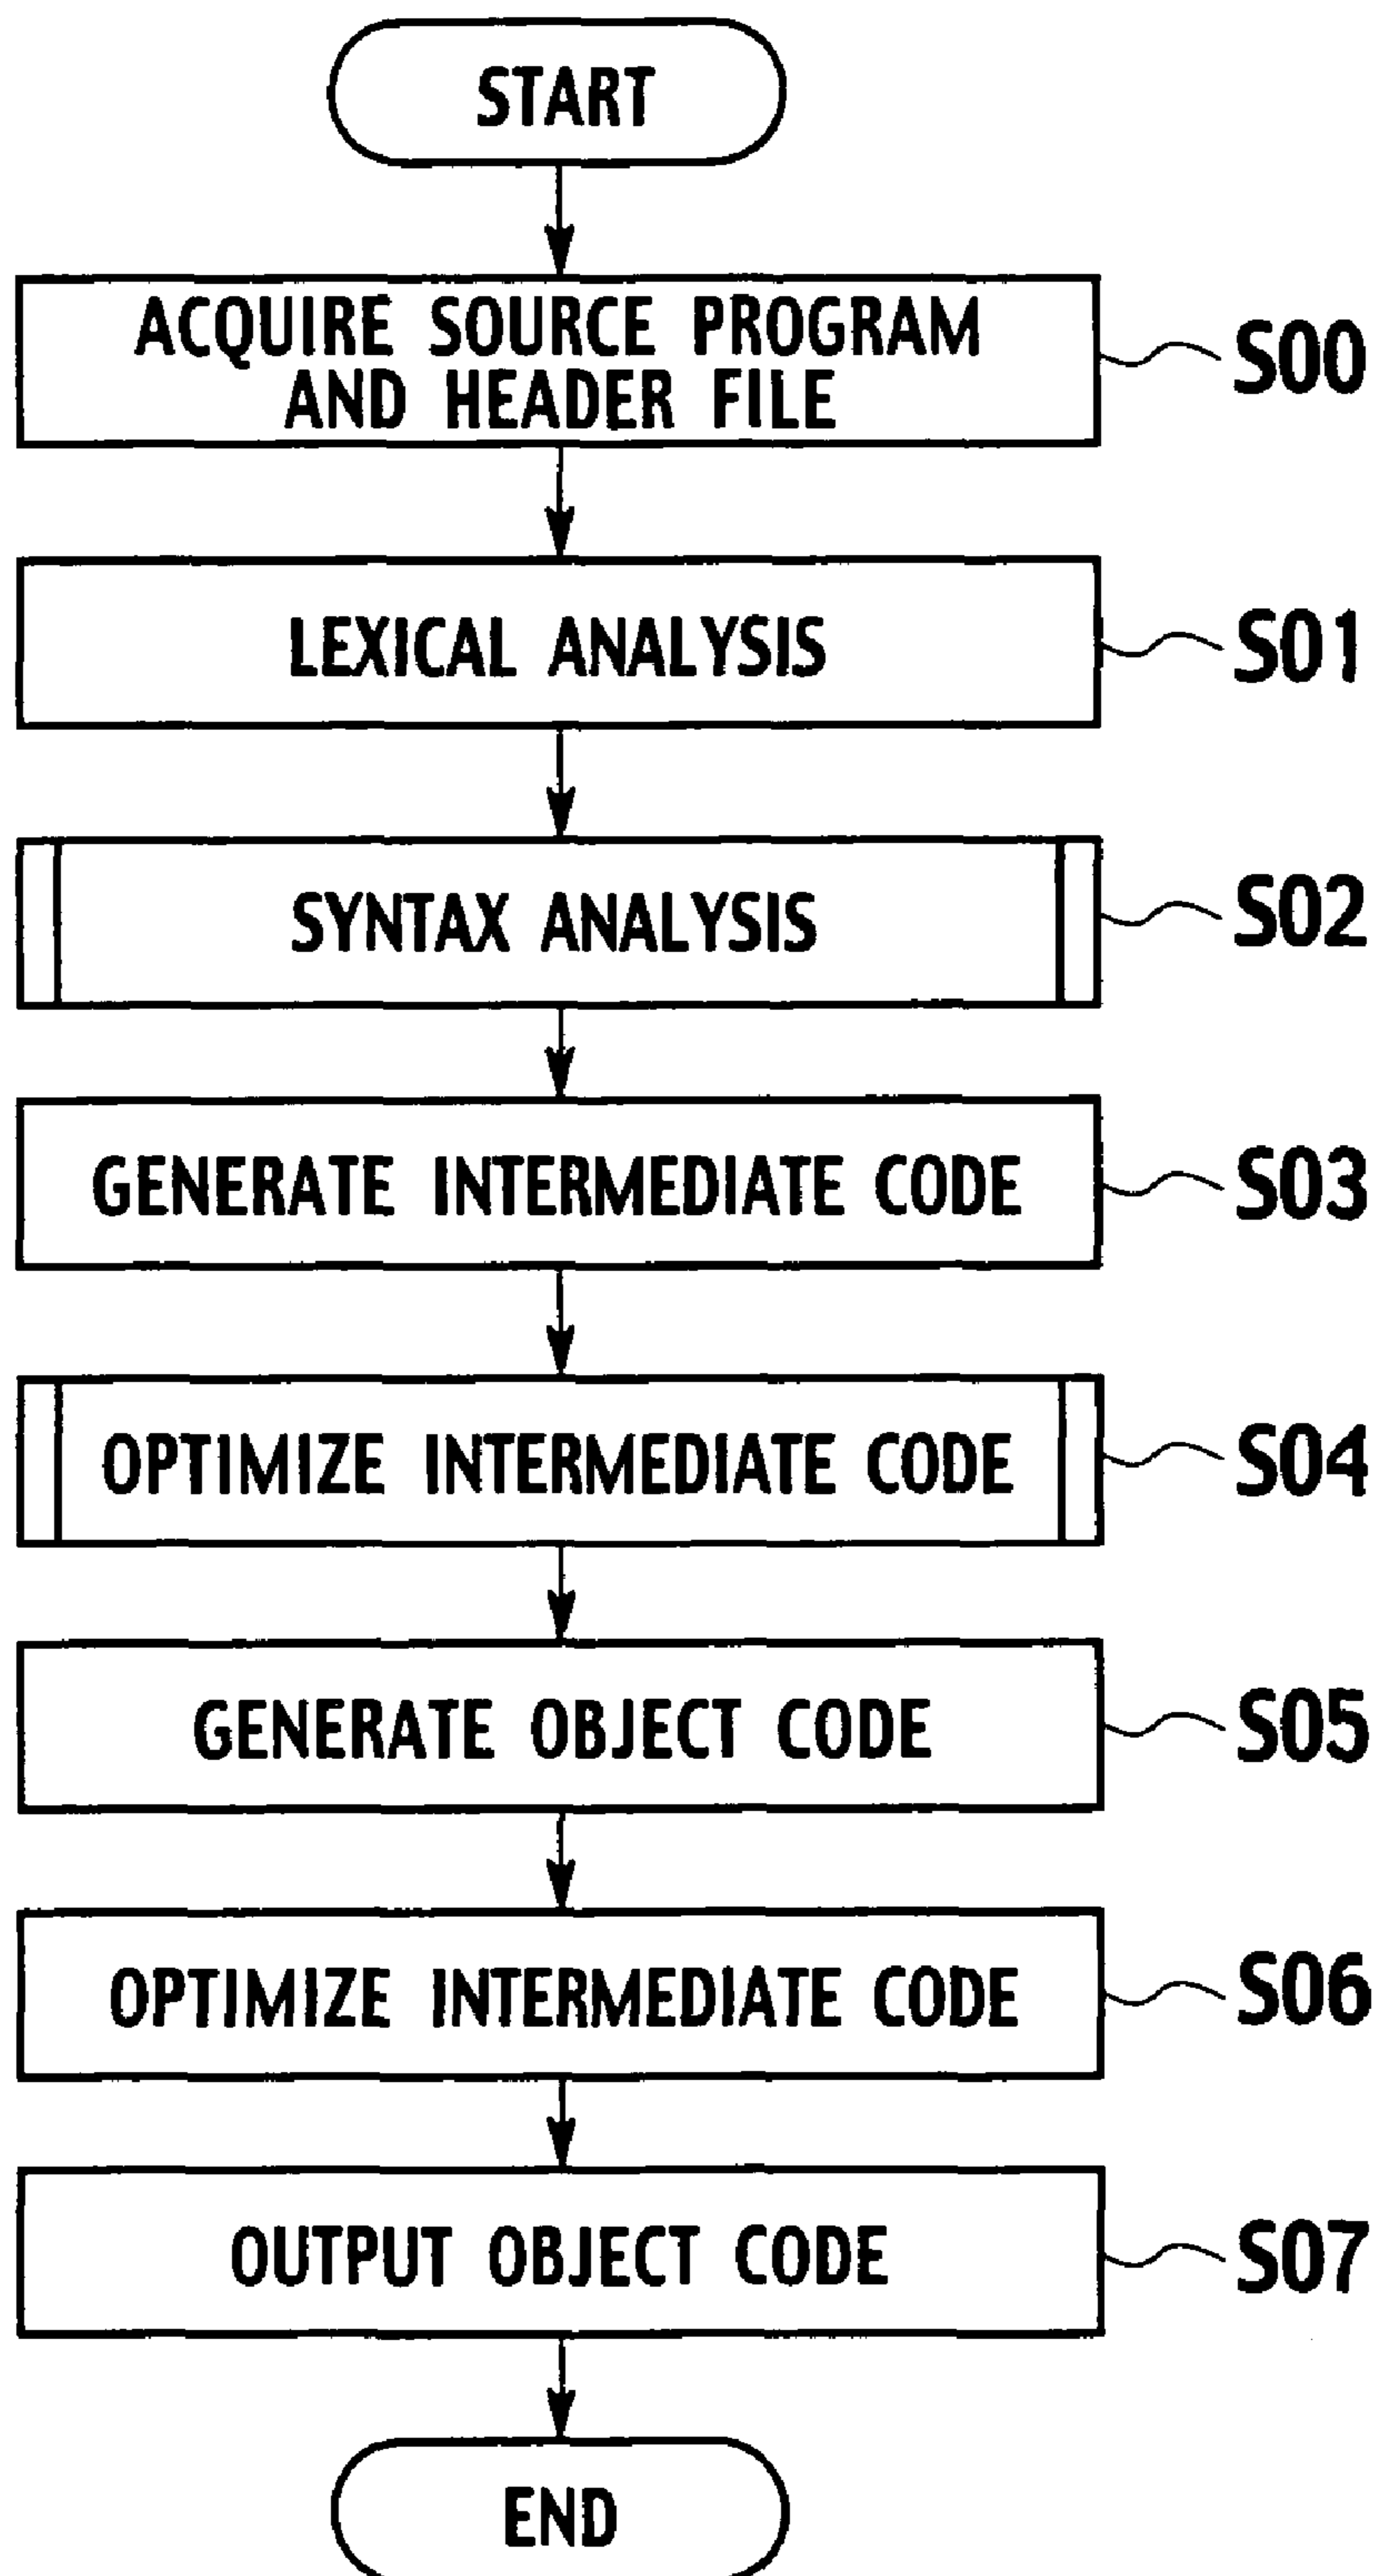 START
ACQUIRE SOURCE PROGRAM
AND HEADER FILE
S00
LEXICAL ANALYSIS
S01
SYNTAX ANALYSIS
S02
GENERATE INTERMEDIATE CODE
S03
OPTIMIZE INTERMEDIATE CODE
S04
GENERATE OBJECT CODE
S05
OPTIMIZE INTERMEDIATE CODE
S06
OUTPUT OBJECT CODE
S07
END